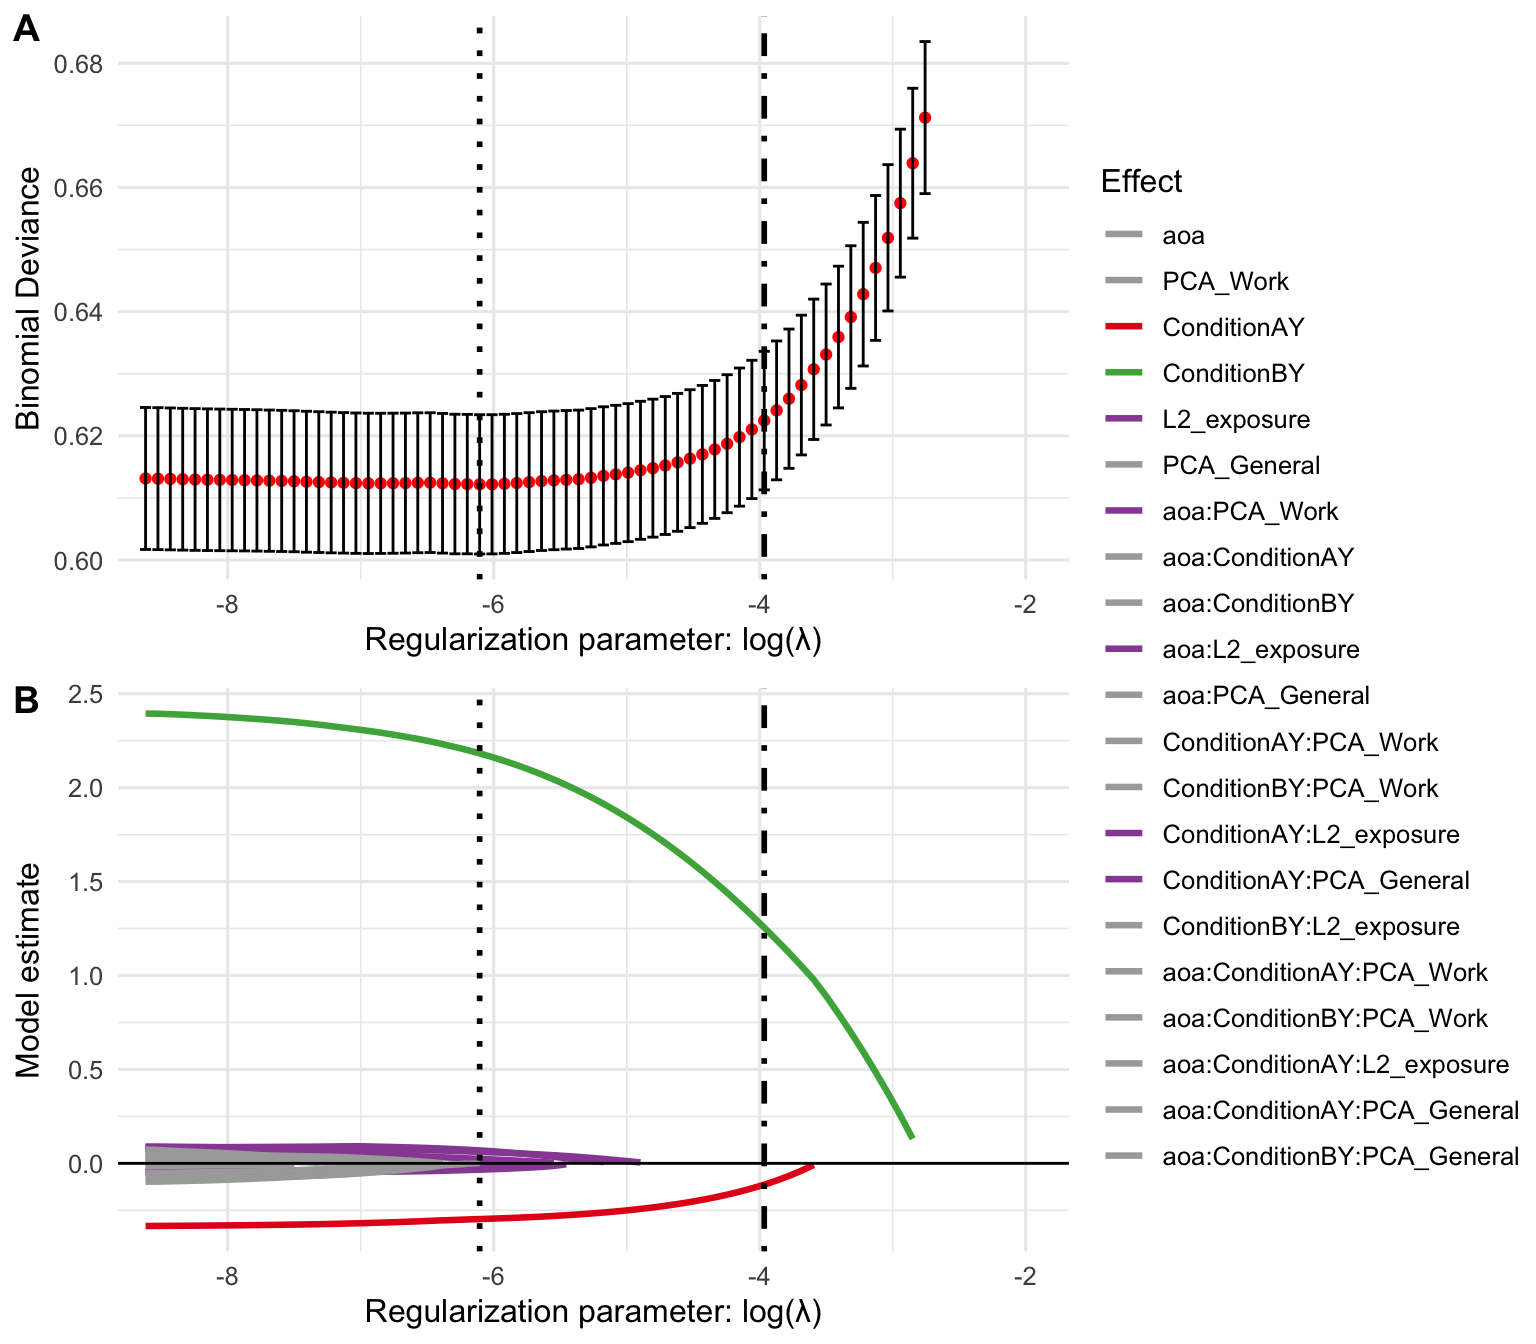 A
0.68
0.66
0.64
0.62
0.60
Binomial Deviance
-8
-6
-4
-2
Regularization parameter: log(λ)
B
2.5
2.0
1.5
1.0
0.5
0.0
Model estimate
-8
-6
-4
-2
Regularization parameter: log(λ)
Effect
aoa
PCA_Work
ConditionAY
ConditionBY
L2_exposure
PCA_General
aoa:PCA_Work
aoa:ConditionAY
aoa:ConditionBY
aoa:L2_exposure
aoa:PCA_General
ConditionAY:PCA_Work
ConditionBY:PCA_Work
ConditionAY:L2_exposure
ConditionAY:PCA_General
ConditionBY:L2_exposure
aoa:ConditionAY:PCA_Work
aoa:ConditionBY:PCA_Work
aoa:ConditionAY:L2_exposure
aoa:ConditionAY:PCA_General
aoa:ConditionBY:PCA_General